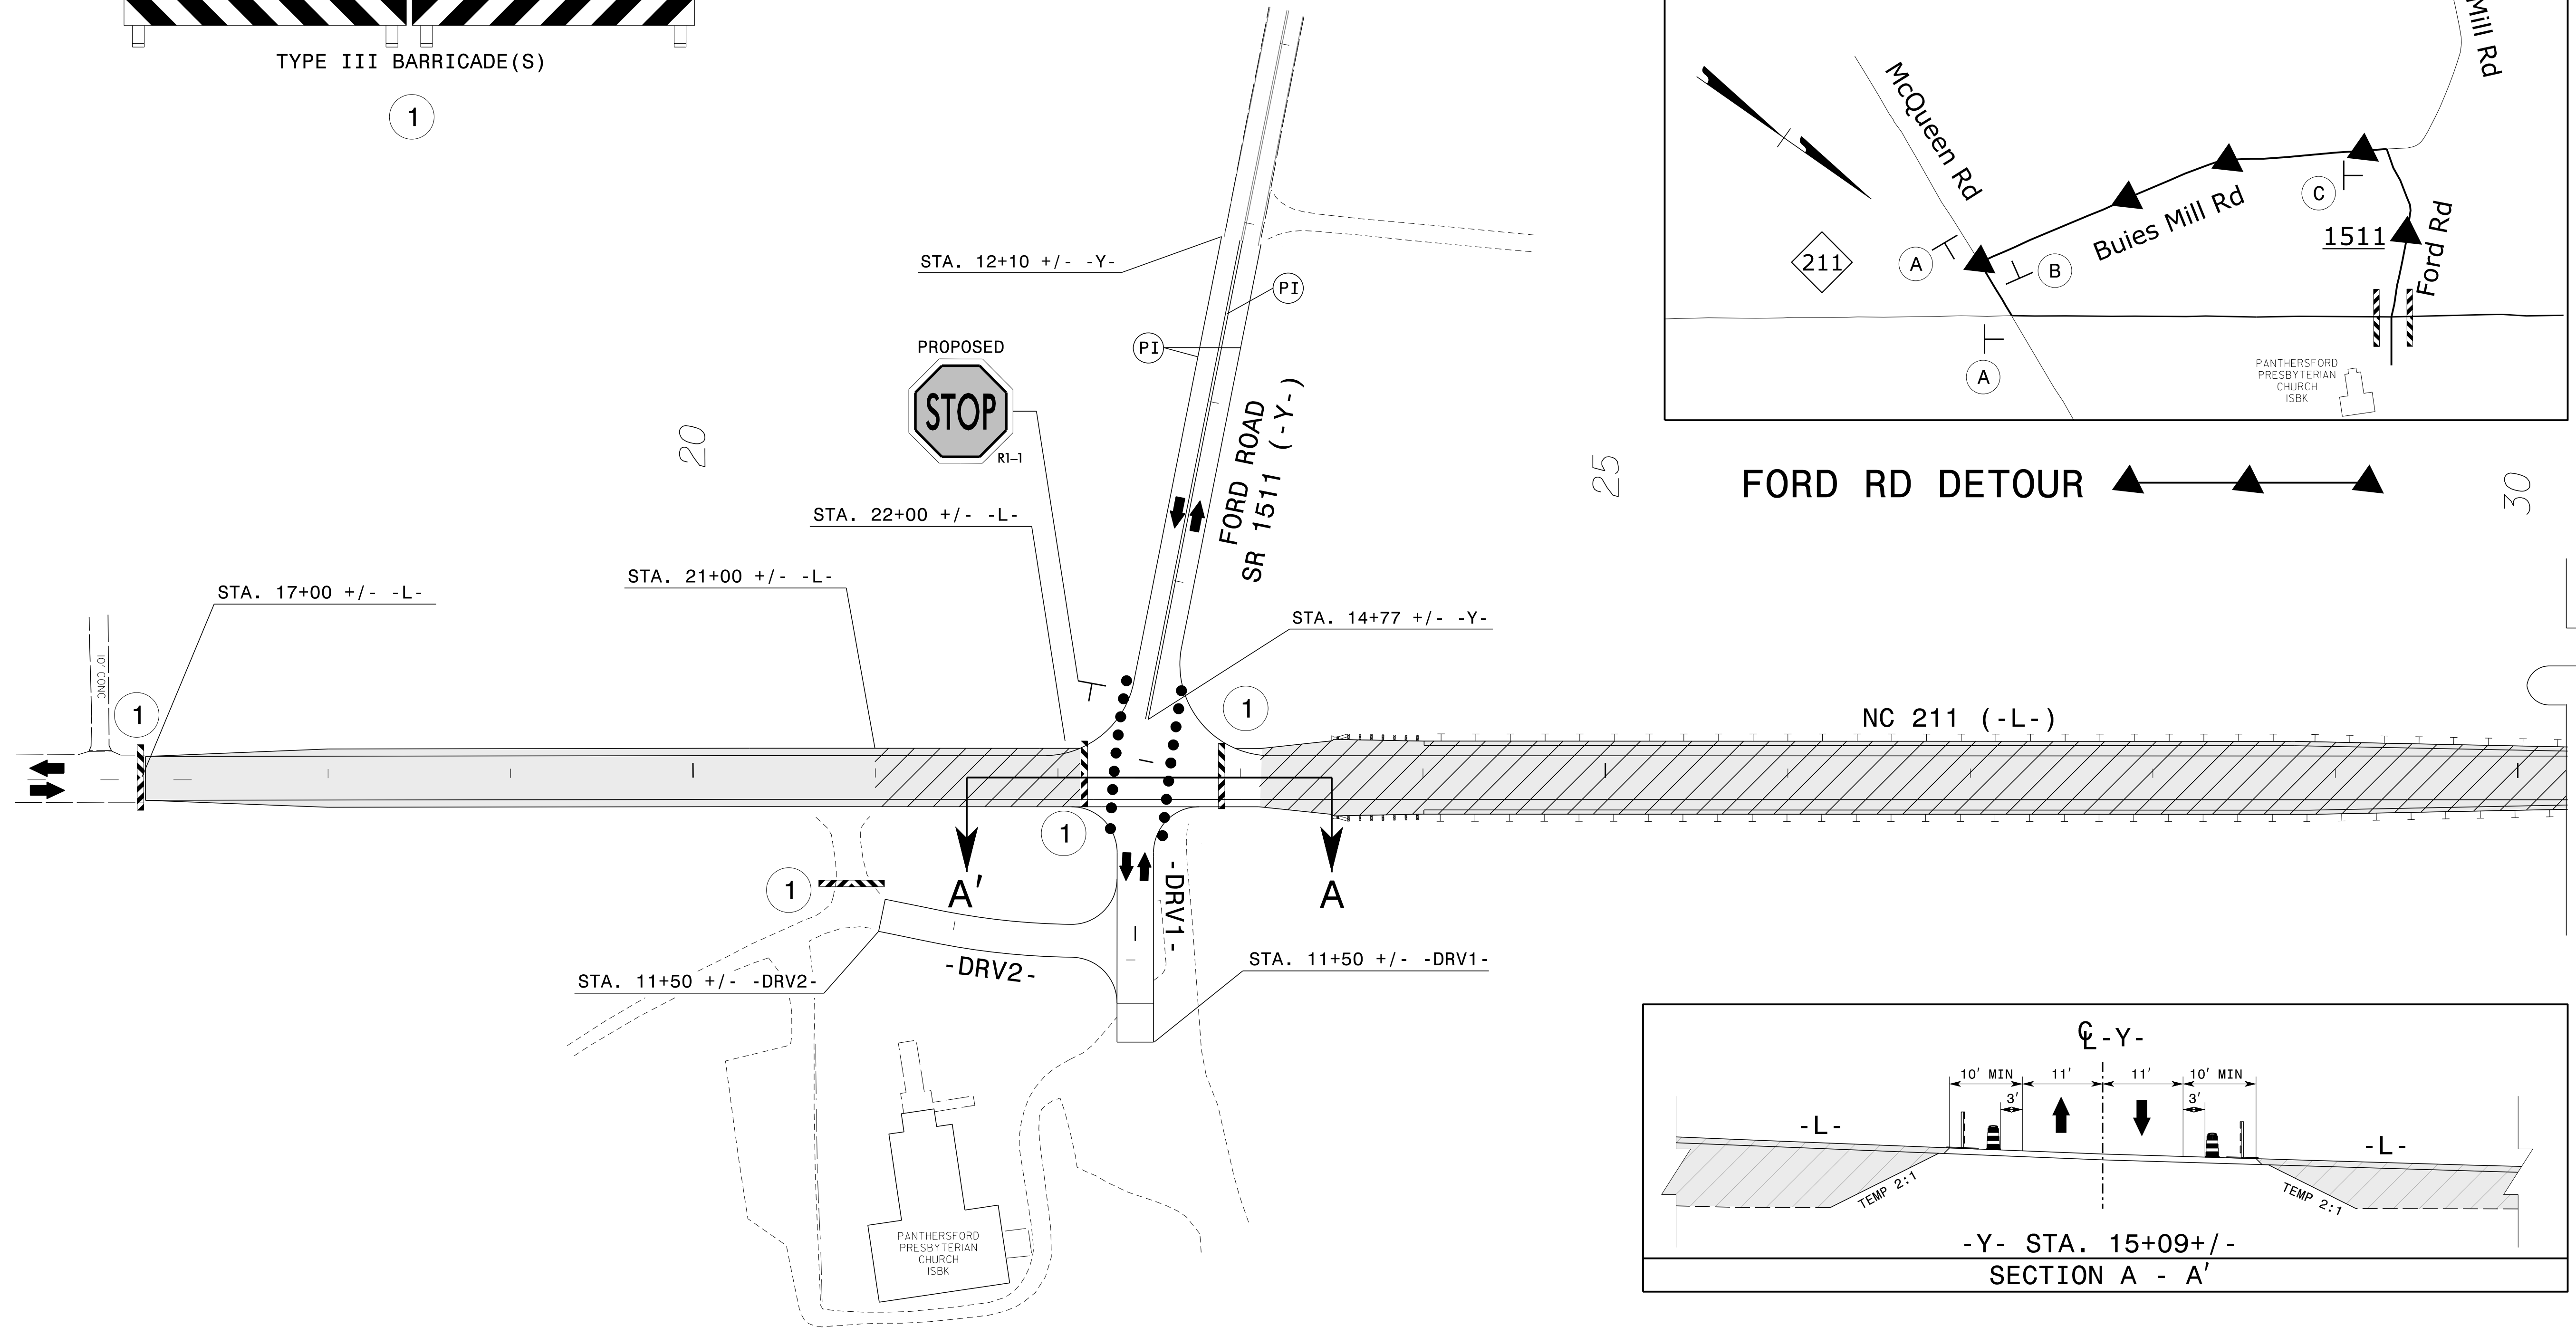 TYPE III BARRICADE(S)
1
Mill Rd
McQueen Rd
Buies Mill Rd
1511
Ford Rd
211
A
B
C
A
PANTHERSFORD
PRESBYTERIAN
CHURCH
ISBK
FORD RD DETOUR
STA. 12+10 +/- -Y-
PI
PI
PROPOSED
STOP
R1-1
20
25
30
FORD ROAD
SR 1511 (-Y-)
STA. 22+00 +/- -L-
STA. 21+00 +/- -L-
STA. 17+00 +/- -L-
STA. 14+77 +/- -Y-
10' CONC
1
1
NC 211 (-L-)
1
1
A'
A
-DRV1-
-DRV2-
STA. 11+50 +/- -DRV2-
STA. 11+50 +/- -DRV1-
PANTHERSFORD
PRESBYTERIAN
CHURCH
ISBK
℄ -Y-
10' MIN 11' 11' 10' MIN
3' 3'
-L- -L-
TEMP 2:1 TEMP 2:1
-Y- STA. 15+09+/-
SECTION A - A'